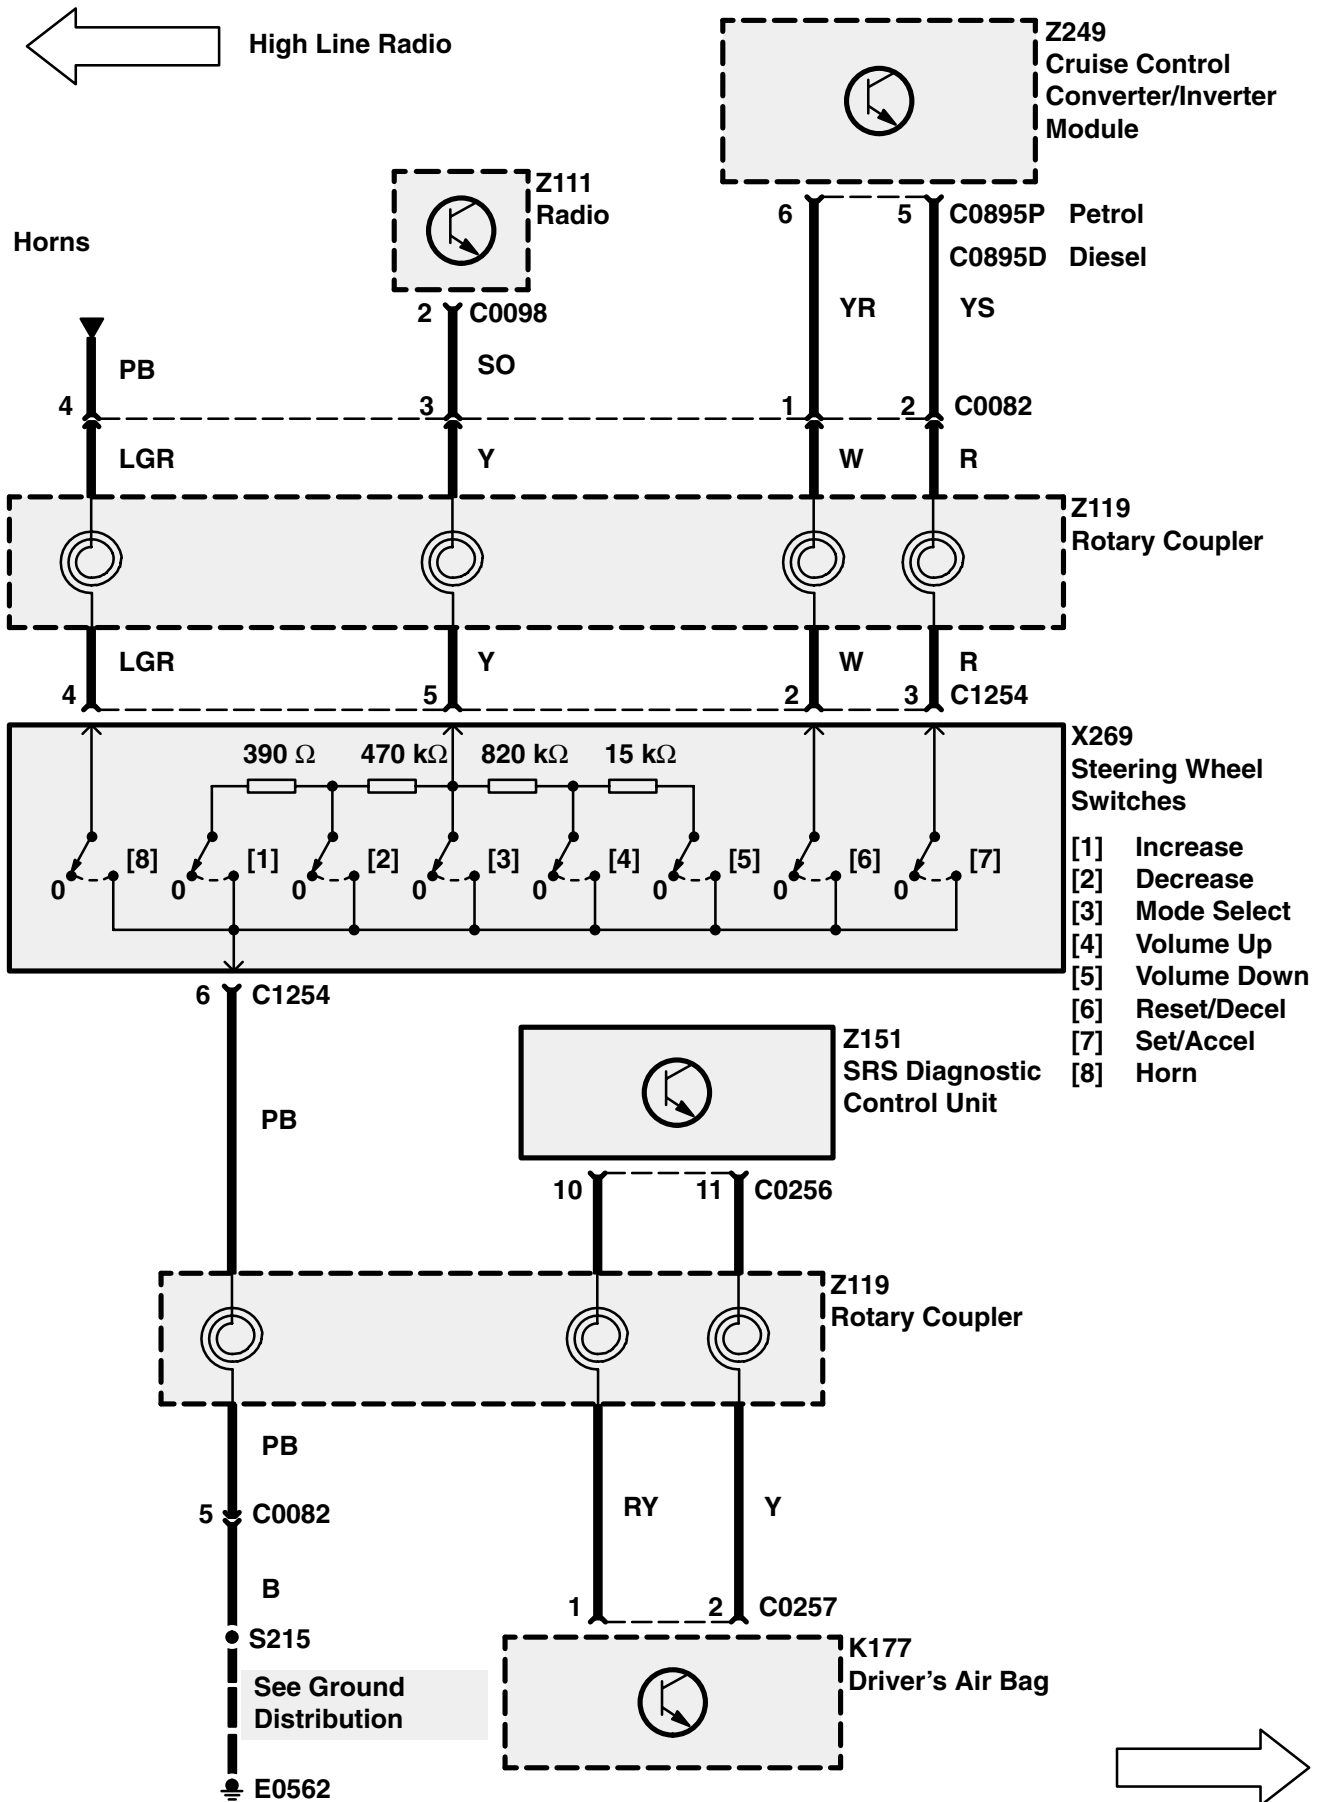 High Line Radio
Z249
Cruise Control
Converter/Inverter
Module
Z111
Radio
Horns
6 5 C0895P Petrol
C0895D Diesel
2 C0098
YR YS
PB SO
4 3 1 2 C0082
LGR Y W R
Z119
Rotary Coupler
LGR Y W R
4 5 2 3 C1254
390 Ω 470 kΩ 820 kΩ 15 kΩ
X269
Steering Wheel
Switches
[8] [1] [2] [3] [4] [5] [6] [7]
0 0 0 0 0 0 0 0
[1] Increase
[2] Decrease
[3] Mode Select
[4] Volume Up
[5] Volume Down
[6] Reset/Decel
[7] Set/Accel
[8] Horn
6 C1254
Z151
SRS Diagnostic
Control Unit
PB
10 11 C0256
Z119
Rotary Coupler
PB
5 C0082
RY Y
B
1 2 C0257
S215
K177
Driver’s Air Bag
See Ground
Distribution
E0562